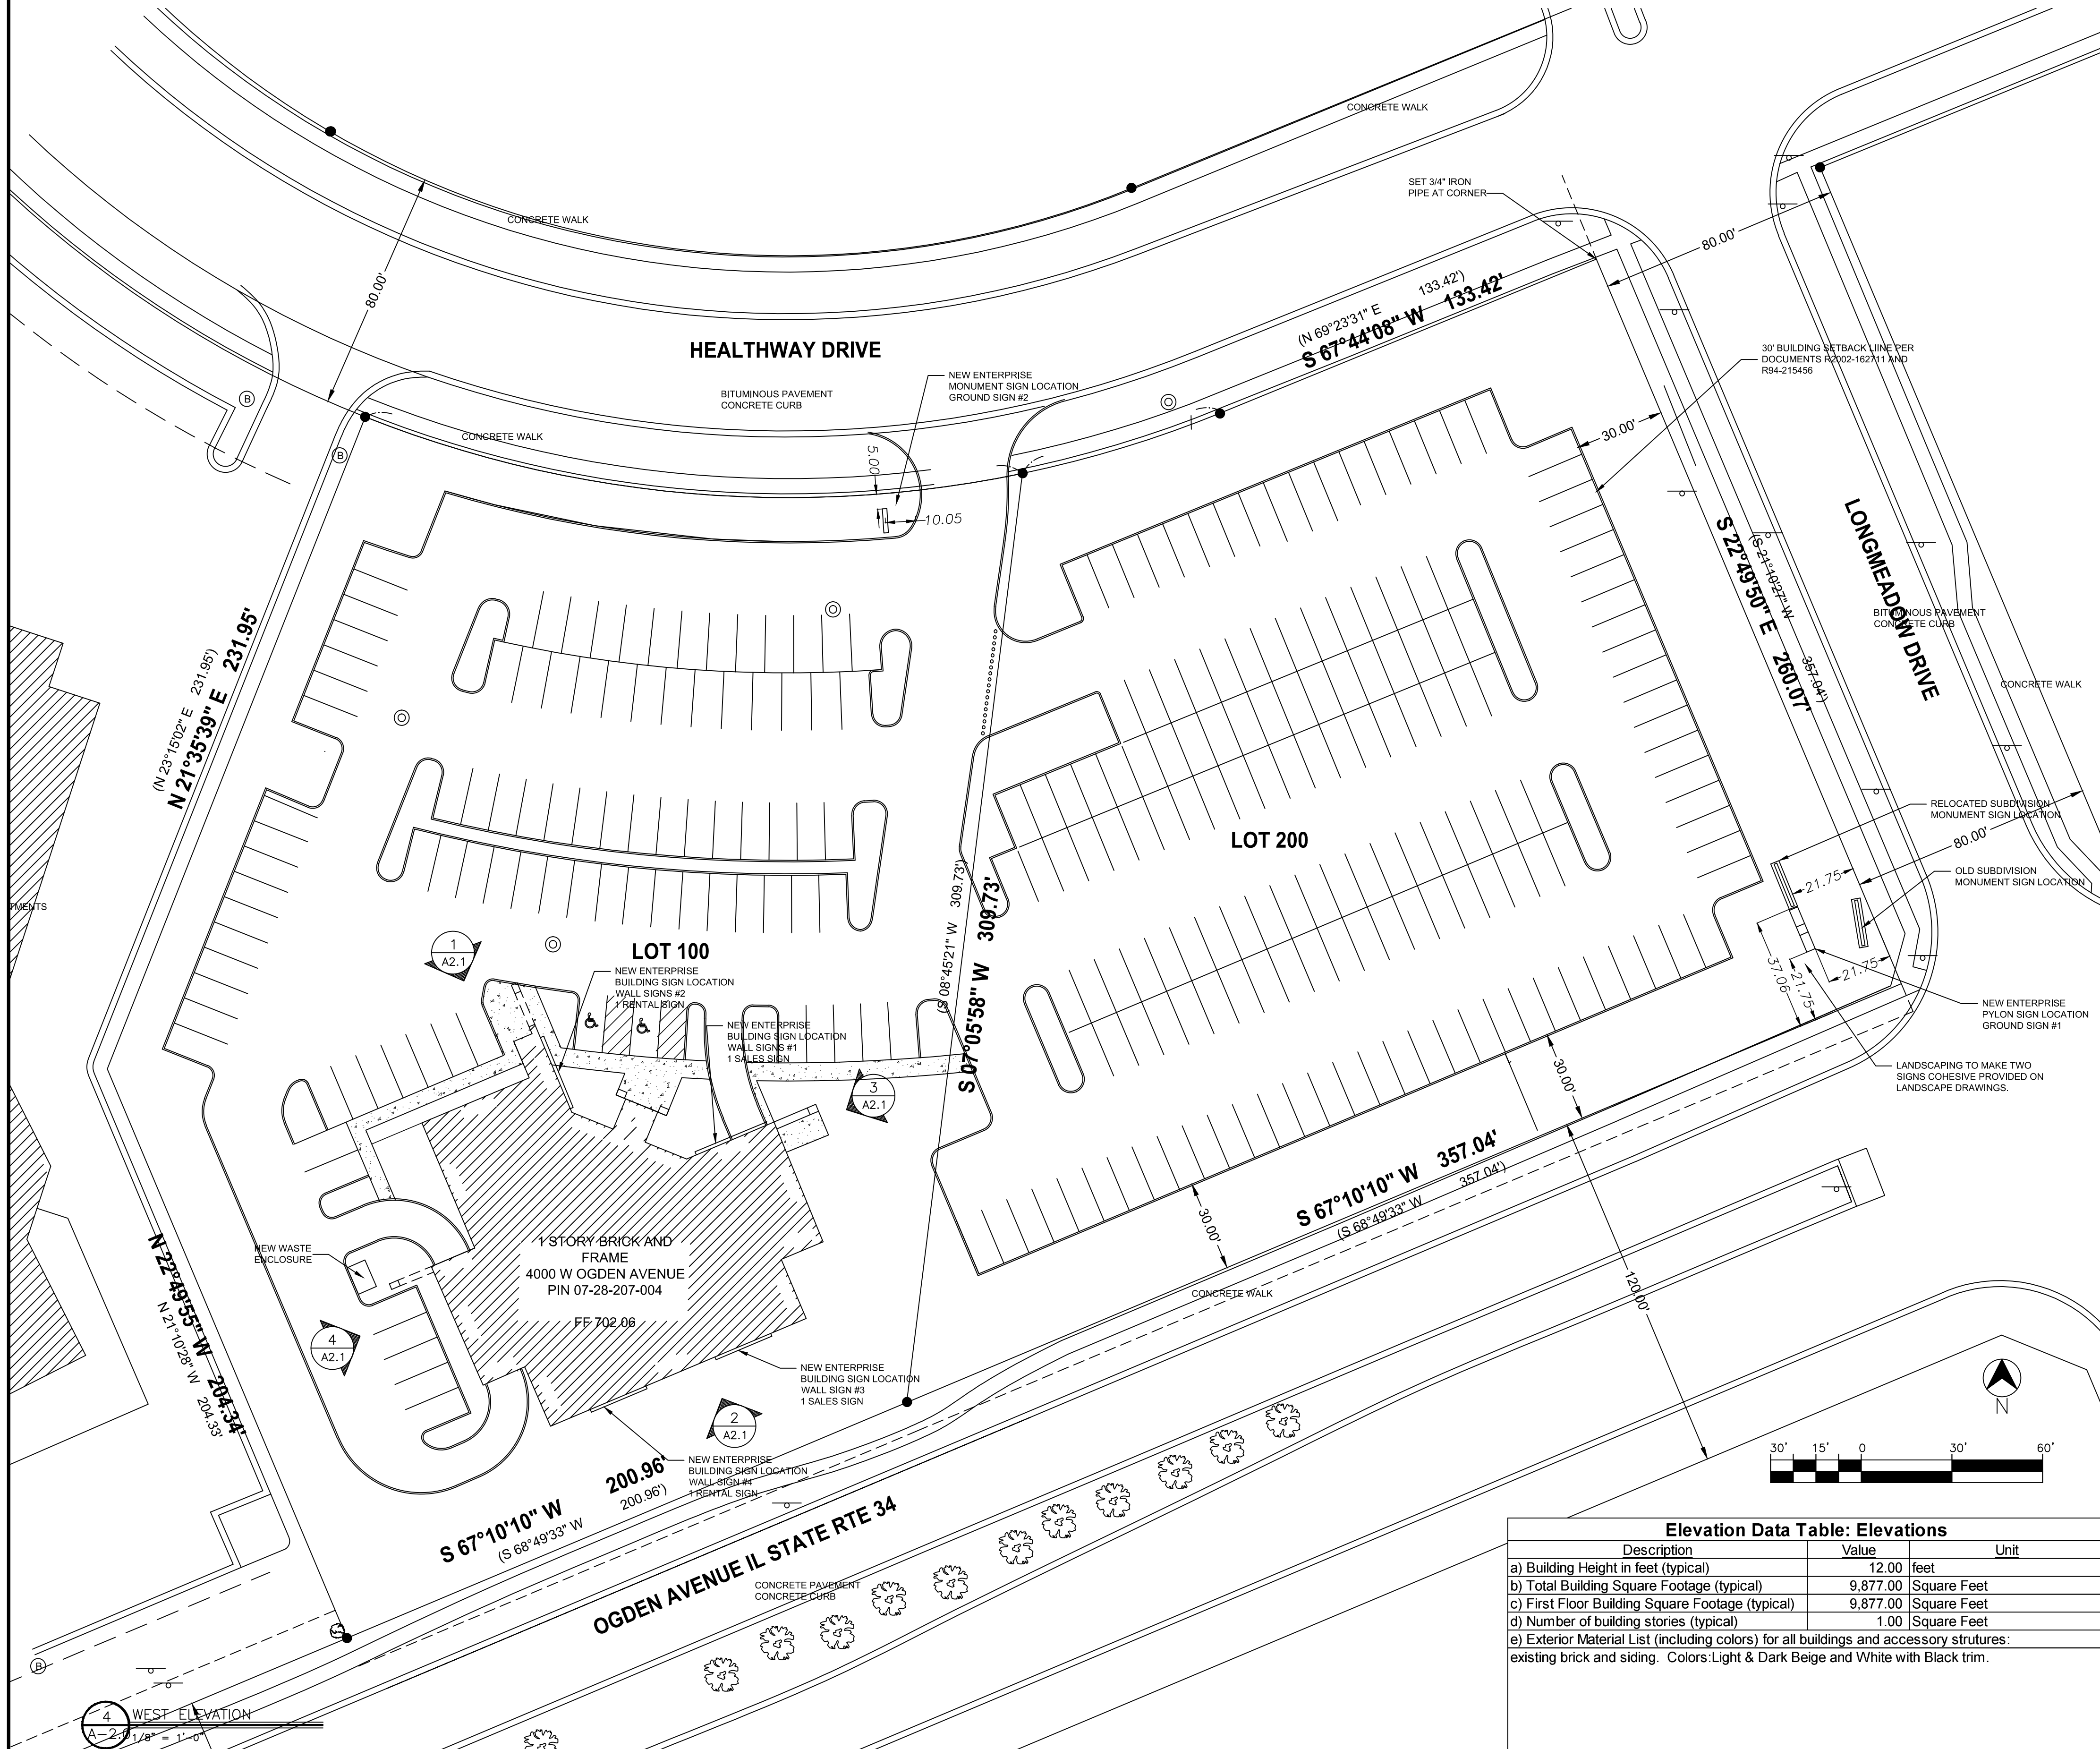 CONCRETE WALK
SET 3/4" IRON
PIPE AT CORNER
CONCRETE WALK
80.00'
80.00'
(N 69°23'31" E 133.42')
S 67°44'08" W 133.42'
HEALTHWAY DRIVE
30' BUILDING SETBACK LIINE PER
DOCUMENTS R2002-162711 AND
R94-215456
NEW ENTERPRISE
MONUMENT SIGN LOCATION
GROUND SIGN #2
BITUMINOUS PAVEMENT
CONCRETE CURB
B
30.00'
CONCRETE WALK
B
5.00
10.05
LONGMEADOW DRIVE
S 22°49'50" E 260.07'
(S 21°10'27" W 357.04')
BITUMINOUS PAVEMENT
CONCRETE CURB
CONCRETE WALK
(N 23°15'02" E 231.95')
N 21°35'39" E 231.95'
RELOCATED SUBDIVISION
MONUMENT SIGN LOCATION
80.00'
LOT 200
OLD SUBDIVISION
MONUMENT SIGN LOCATION
21.75
TMENTS
(S 08°45'21" W 309.73')
S 07°05'58" W 309.73'
1
A2.1
LOT 100
NEW ENTERPRISE
BUILDING SIGN LOCATION
WALL SIGNS #2
1 RENTAL SIGN
37.06
21.75
21.75
NEW ENTERPRISE
PYLON SIGN LOCATION
GROUND SIGN #1
NEW ENTERPRISE
BUILDING SIGN LOCATION
WALL SIGNS #1
1 SALES SIGN
LANDSCAPING TO MAKE TWO
SIGNS COHESIVE PROVIDED ON
LANDSCAPE DRAWINGS.
3
A2.1
30.00'
30.00'
S 67°10'10" W 357.04'
(S 68°49'33" W 357.04')
NEW WASTE
ENCLOSURE
1 STORY BRICK AND
FRAME
4000 W OGDEN AVENUE
PIN 07-28-207-004
FF 702.06
CONCRETE WALK
120.00'
N 22°49'55" W 204.34'
N 21°10'28" W 204.33'
4
A2.1
NEW ENTERPRISE
BUILDING SIGN LOCATION
WALL SIGN #3
1 SALES SIGN
2
A2.1
N
NEW ENTERPRISE
BUILDING SIGN LOCATION
WALL SIGN #4
1 RENTAL SIGN
30' 15' 0 30' 60'
S 67°10'10" W 200.96'
(S 68°49'33" W 200.96')
OGDEN AVENUE IL STATE RTE 34
CONCRETE PAVEMENT
CONCRETE CURB
B
4
A-2.0
WEST ELEVATION
1/8" = 1'-0"
Elevation Data Table: Elevations
Description Value Unit
a) Building Height in feet (typical) 12.00 feet
b) Total Building Square Footage (typical) 9,877.00 Square Feet
c) First Floor Building Square Footage (typical) 9,877.00 Square Feet
d) Number of building stories (typical) 1.00 Square Feet
e) Exterior Material List (including colors) for all buildings and accessory strutures:
existing brick and siding. Colors:Light & Dark Beige and White with Black trim.